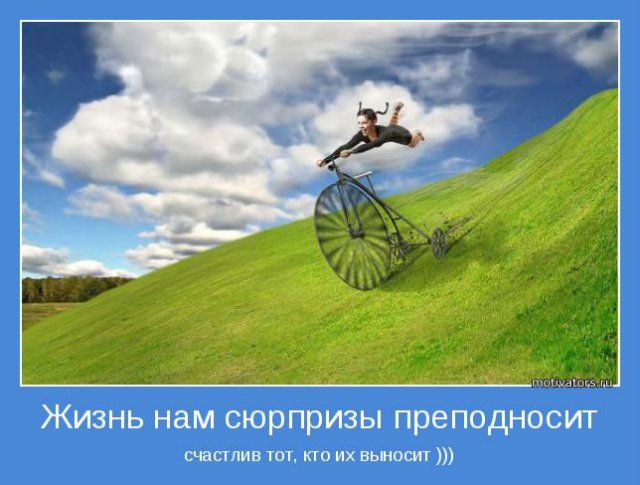 motivators.ru
Жизнь нам сюрпризы преподносит
счастлив тот, кто их выносит )))